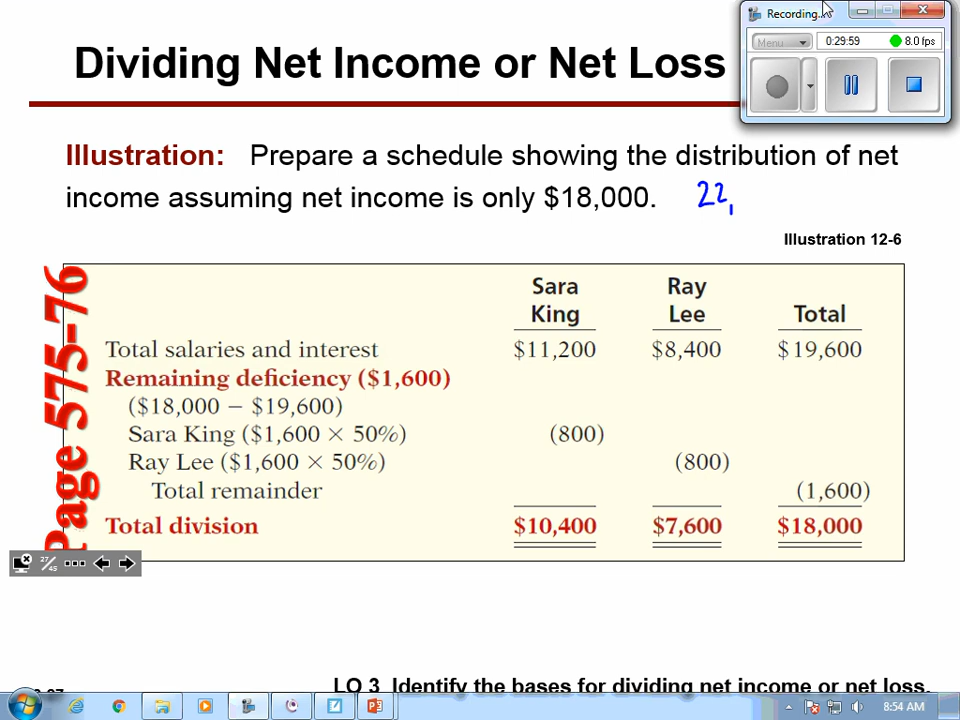 Recording...
Menu
0:29:59
8.0 fps
Dividing Net Income or Net Loss
Illustration: Prepare a schedule showing the distribution of net
income assuming net income is only $18,000. 22,
Illustration 12-6
Page 575-76
Sara King Ray Lee Total
Total salaries and interest $11,200 $8,400 $19,600
Remaining deficiency ($1,600)
($18,000 – $19,600)
Sara King ($1,600 × 50%) (800)
Ray Lee ($1,600 × 50%) (800)
Total remainder (1,600)
Total division $10,400 $7,600 $18,000
27/45
LO 3 Identify the bases for dividing net income or net loss.
8:54 AM